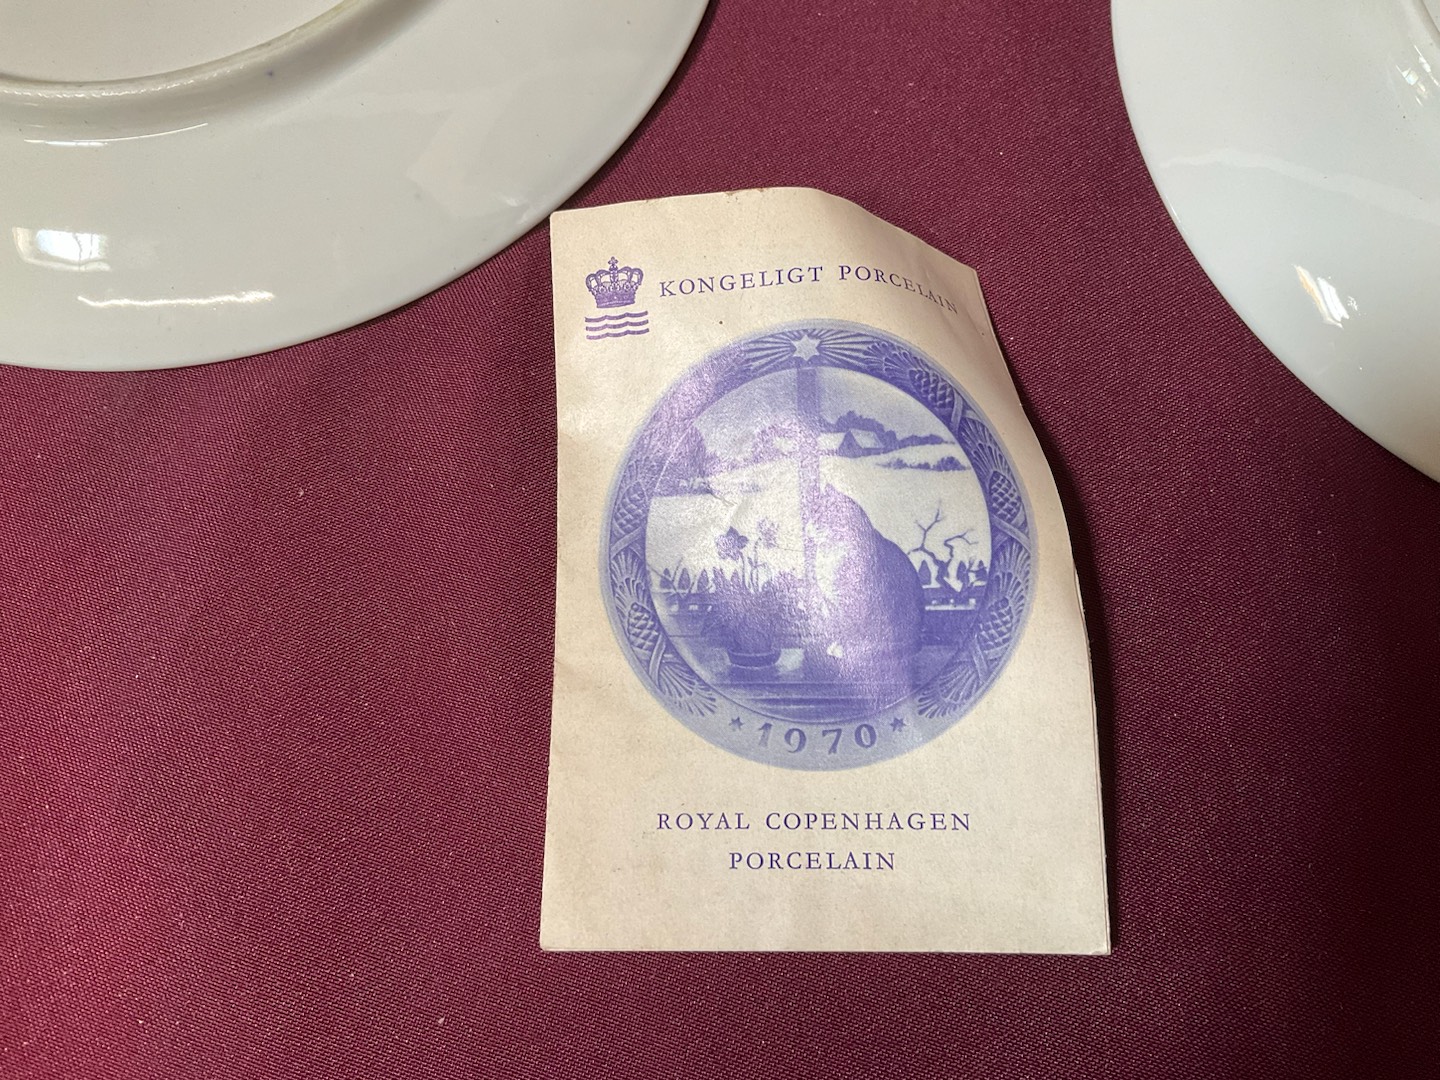 KONGELIGT PORCELAIN
1970
ROYAL COPENHAGEN
PORCELAIN